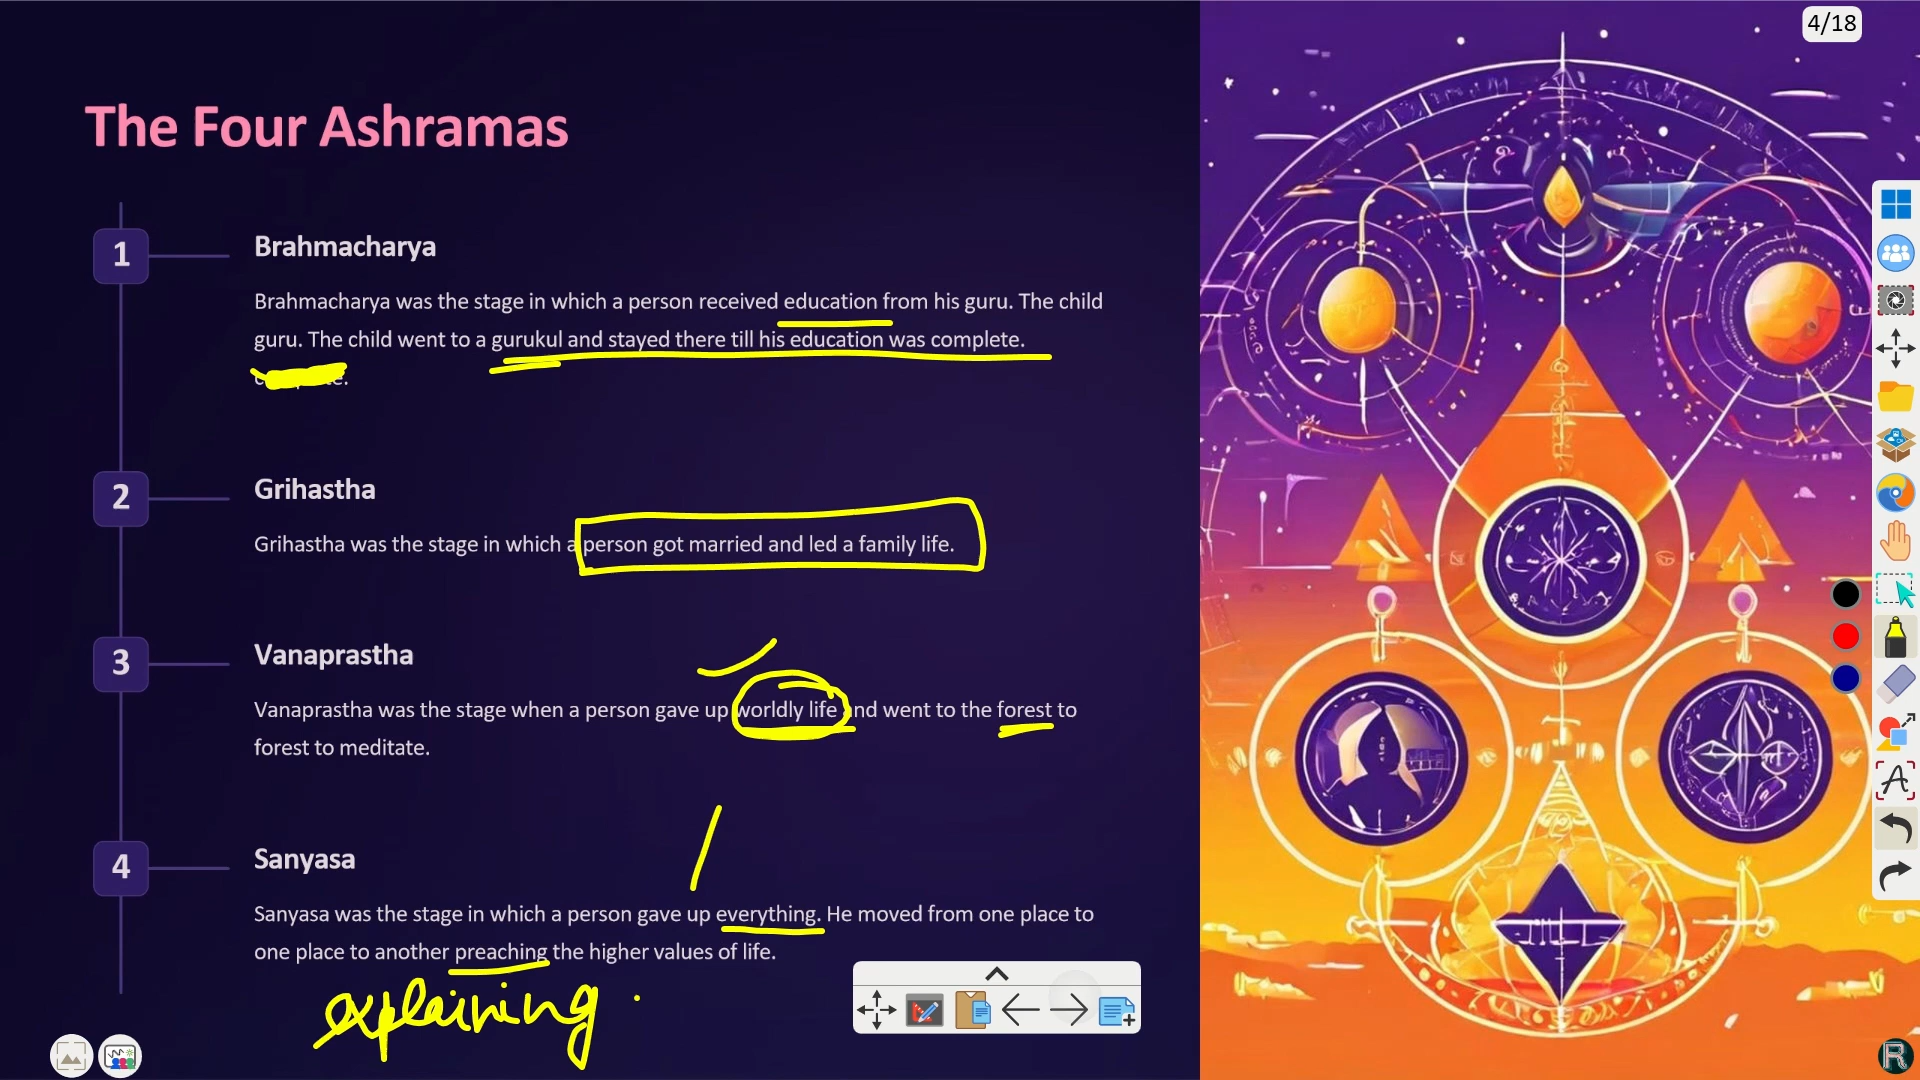 4/18
The Four Ashramas
1
Brahmacharya
Brahmacharya was the stage in which a person received education from his guru. The child
guru. The child went to a gurukul and stayed there till his education was complete.
2
Grihastha
Grihastha was the stage in which a person got married and led a family life.
3
Vanaprastha
Vanaprastha was the stage when a person gave up worldly life and went to the forest to
forest to meditate.
4
Sanyasa
Sanyasa was the stage in which a person gave up everything. He moved from one place to
one place to another preaching the higher values of life.
explaining